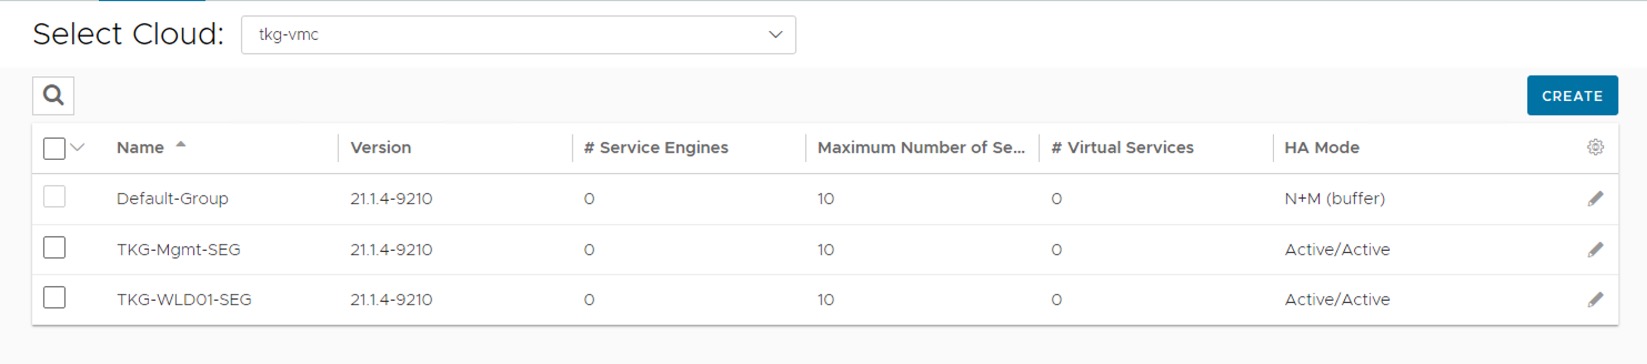 Select Cloud: tkg-vmc
CREATE
Name Version # Service Engines Maximum Number of Se... # Virtual Services HA Mode
Default-Group 21.1.4-9210 0 10 0 N+M (buffer)
TKG-Mgmt-SEG 21.1.4-9210 0 10 0 Active/Active
TKG-WLD01-SEG 21.1.4-9210 0 10 0 Active/Active